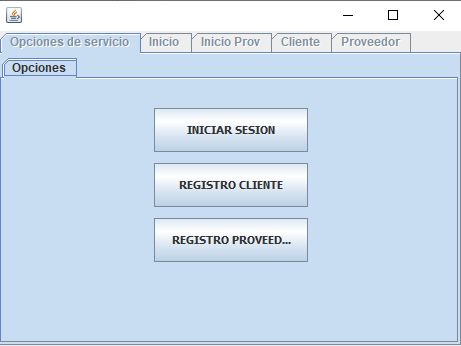 Opciones de servicio Inicio Inicio Prov Cliente Proveedor
Opciones
INICIAR SESION
REGISTRO CLIENTE
REGISTRO PROVEED...